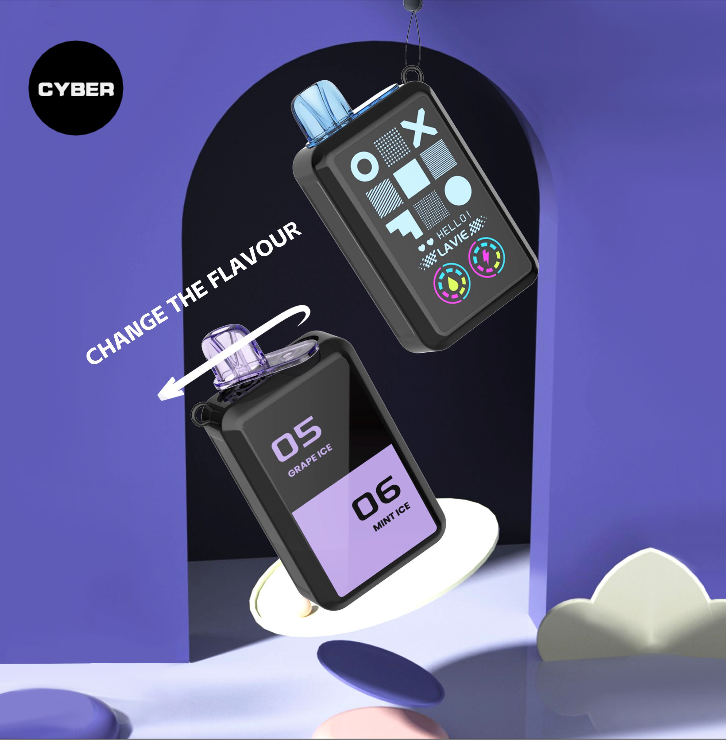 CYBER
CHANGE THE FLAVOUR
HELLO!
LAVIE
05
GRAPE ICE
06
MINT ICE